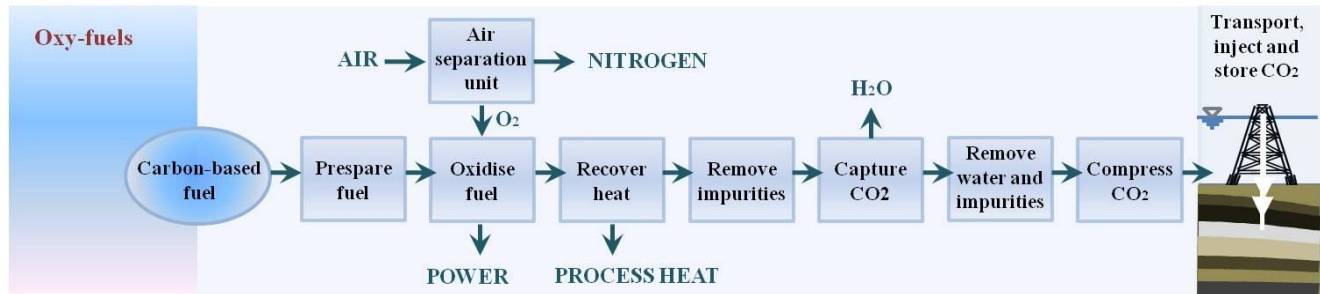 Oxy-fuels
AIR
Air
separation
unit
NITROGEN
O₂
Transport,
inject and
store CO₂
H₂O
Carbon-based
fuel
Prespare
fuel
Oxidise
fuel
Recover
heat
Remove
impurities
Capture
CO2
Remove
water and
impurities
Compress
CO₂
POWER
PROCESS HEAT